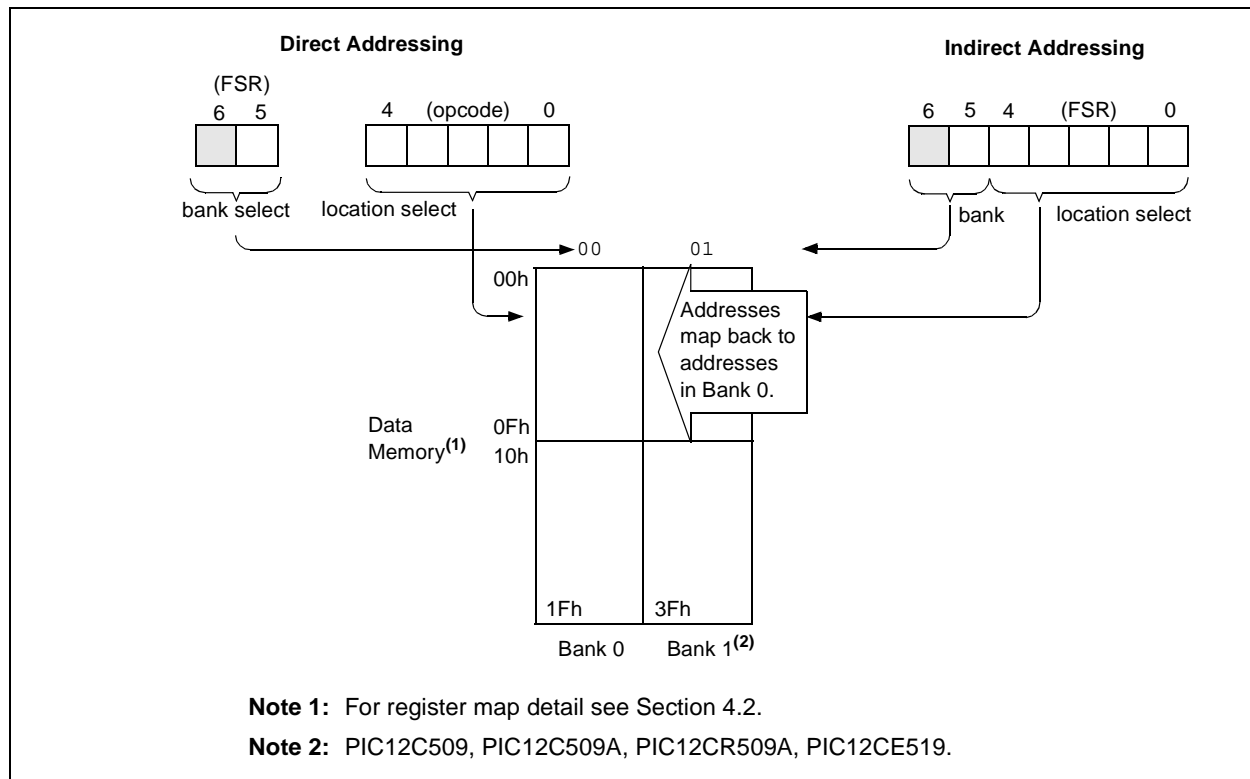 Direct Addressing
Indirect Addressing
(FSR)
6 5
4 (opcode) 0
6 5 4 (FSR) 0
bank select
location select
bank
location select
00
01
00h
Addresses
map back to
addresses
in Bank 0.
Data
Memory(1)
0Fh
10h
1Fh
3Fh
Bank 0
Bank 1(2)
Note 1: For register map detail see Section 4.2.
Note 2: PIC12C509, PIC12C509A, PIC12CR509A, PIC12CE519.